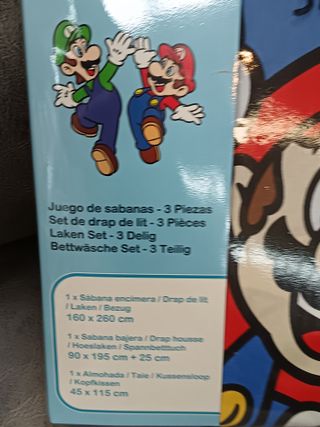 Juego de sabanas - 3 Piezas
Set de drap de lit - 3 Pièces
Laken Set - 3 Delig
Bettwäsche Set - 3 Teilig
1 x Sábana encimera / Drap de lit
/ Laken / Bezug
160 x 260 cm
1 x Sabana bajera / Drap housse
/ Hoeslaken / Spannbetttuch
90 x 195 cm + 25 cm
1 x Almohada / Taie / Kussensloop
/ Kopfkissen
45 x 115 cm